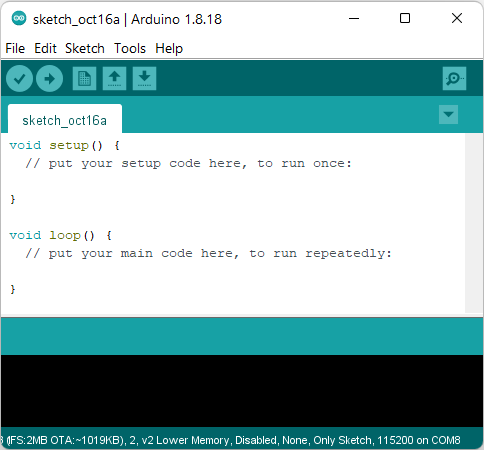 sketch_oct16a | Arduino 1.8.18
File Edit Sketch Tools Help
sketch_oct16a
void setup() {
  // put your setup code here, to run once:

}

void loop() {
  // put your main code here, to run repeatedly:

}
(FS:2MB OTA:~1019KB), 2, v2 Lower Memory, Disabled, None, Only Sketch, 115200 on COM8